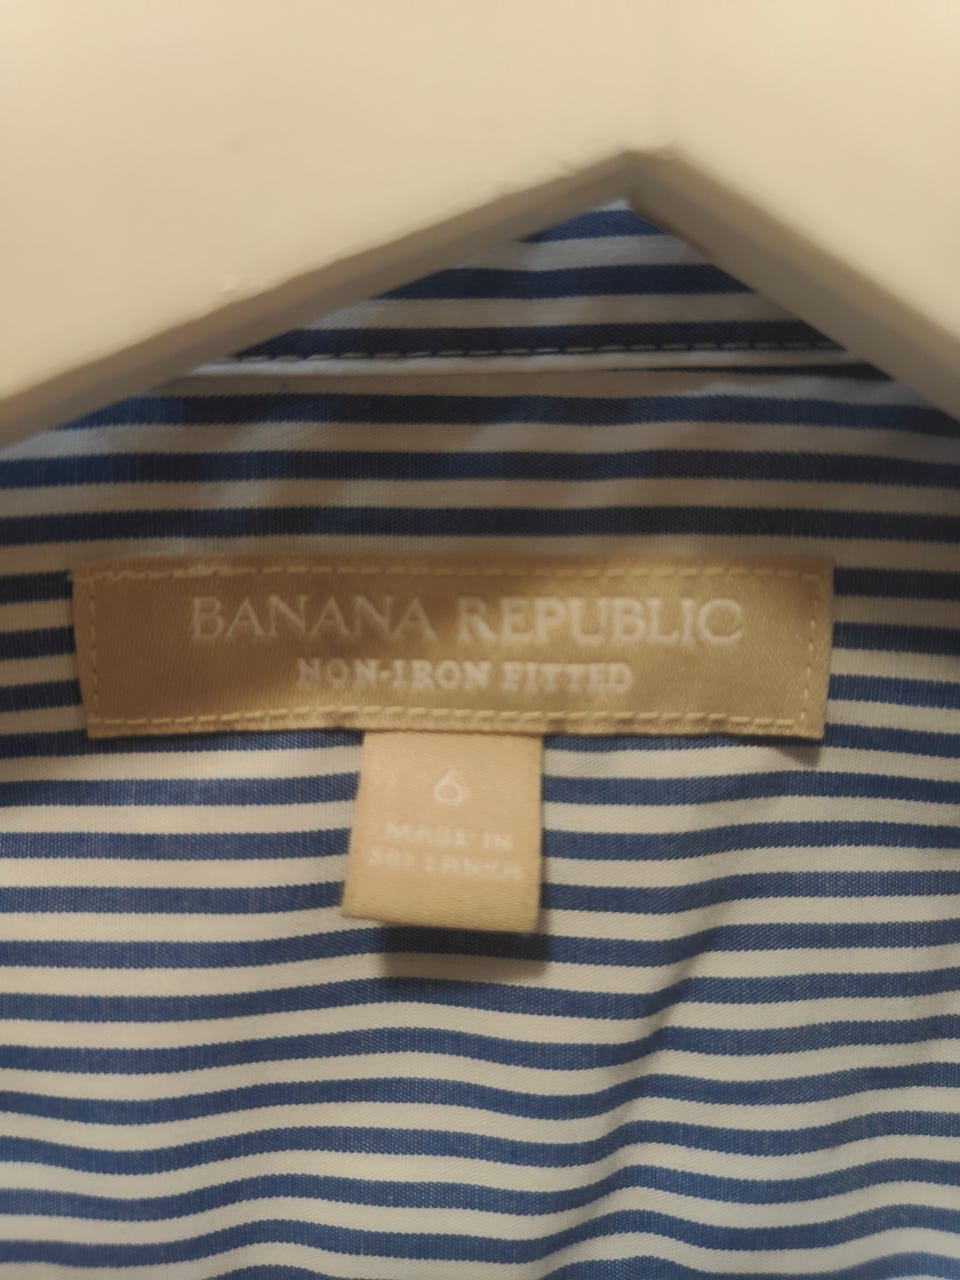 BANANA REPUBLIC
NON-IRON FITTED
6
MADE IN
SRI LANKA